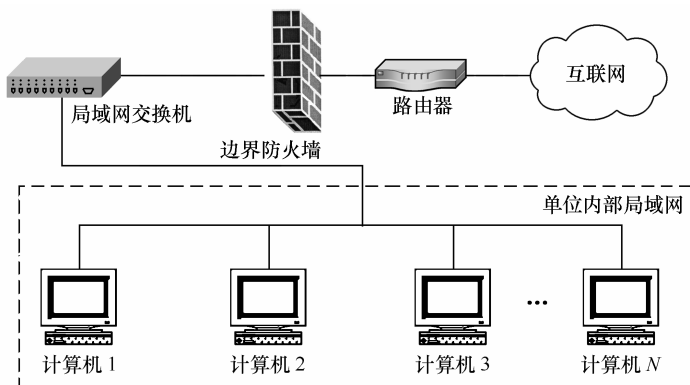 互联网
局域网交换机
路由器
边界防火墙
单位内部局域网
计算机 1
计算机 2
计算机 3
...
计算机 N